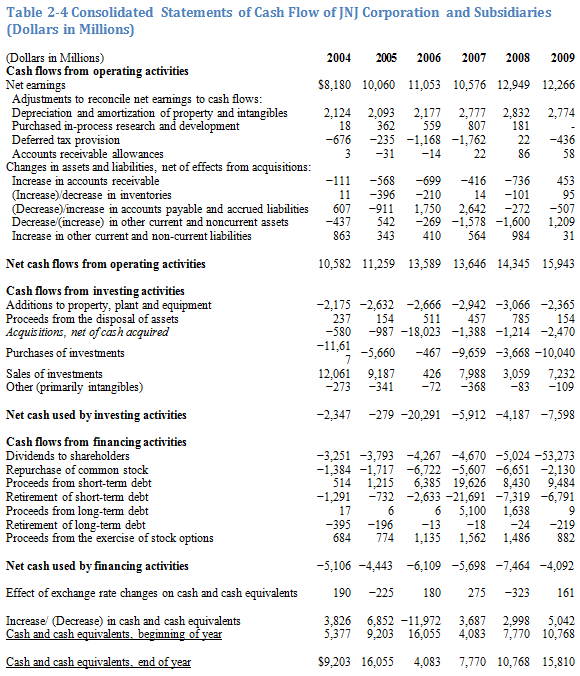 Table 2-4 Consolidated Statements of Cash Flow of JNJ Corporation and Subsidiaries
(Dollars in Millions)
(Dollars in Millions) 2004 2005 2006 2007 2008 2009
Cash flows from operating activities
Net earnings $8,180 10,060 11,053 10,576 12,949 12,266
Adjustments to reconcile net earnings to cash flows:
Depreciation and amortization of property and intangibles 2,124 2,093 2,177 2,777 2,832 2,774
Purchased in-process research and development 18 362 559 807 181 -
Deferred tax provision −676 −235 −1,168 −1,762 22 −436
Accounts receivable allowances 3 −31 −14 22 86 58
Changes in assets and liabilities, net of effects from acquisitions:
Increase in accounts receivable −111 −568 −699 −416 −736 453
(Increase)/decrease in inventories 11 −396 −210 14 −101 95
(Decrease)/increase in accounts payable and accrued liabilities 607 −911 1,750 2,642 −272 −507
Decrease/(increase) in other current and noncurrent assets −437 542 −269 −1,578 −1,600 1,209
Increase in other current and non-current liabilities 863 343 410 564 984 31
Net cash flows from operating activities 10,582 11,259 13,589 13,646 14,345 15,943
Cash flows from investing activities
Additions to property, plant and equipment −2,175 −2,632 −2,666 −2,942 −3,066 −2,365
Proceeds from the disposal of assets 237 154 511 457 785 154
Acquisitions, net of cash acquired −580 −987 −18,023 −1,388 −1,214 −2,470
Purchases of investments −11,61
7 −5,660 −467 −9,659 −3,668 −10,040
Sales of investments 12,061 9,187 426 7,988 3,059 7,232
Other (primarily intangibles) −273 −341 −72 −368 −83 −109
Net cash used by investing activities −2,347 −279 −20,291 −5,912 −4,187 −7,598
Cash flows from financing activities
Dividends to shareholders −3,251 −3,793 −4,267 −4,670 −5,024 −53,273
Repurchase of common stock −1,384 −1,717 −6,722 −5,607 −6,651 −2,130
Proceeds from short-term debt 514 1,215 6,385 19,626 8,430 9,484
Retirement of short-term debt −1,291 −732 −2,633 −21,691 −7,319 −6,791
Proceeds from long-term debt 17 6 6 5,100 1,638 9
Retirement of long-term debt −395 −196 −13 −18 −24 −219
Proceeds from the exercise of stock options 684 774 1,135 1,562 1,486 882
Net cash used by financing activities −5,106 −4,443 −6,109 −5,698 −7,464 −4,092
Effect of exchange rate changes on cash and cash equivalents 190 −225 180 275 −323 161
Increase/ (Decrease) in cash and cash equivalents 3,826 6,852 −11,972 3,687 2,998 5,042
Cash and cash equivalents, beginning of year 5,377 9,203 16,055 4,083 7,770 10,768
Cash and cash equivalents, end of year $9,203 16,055 4,083 7,770 10,768 15,810